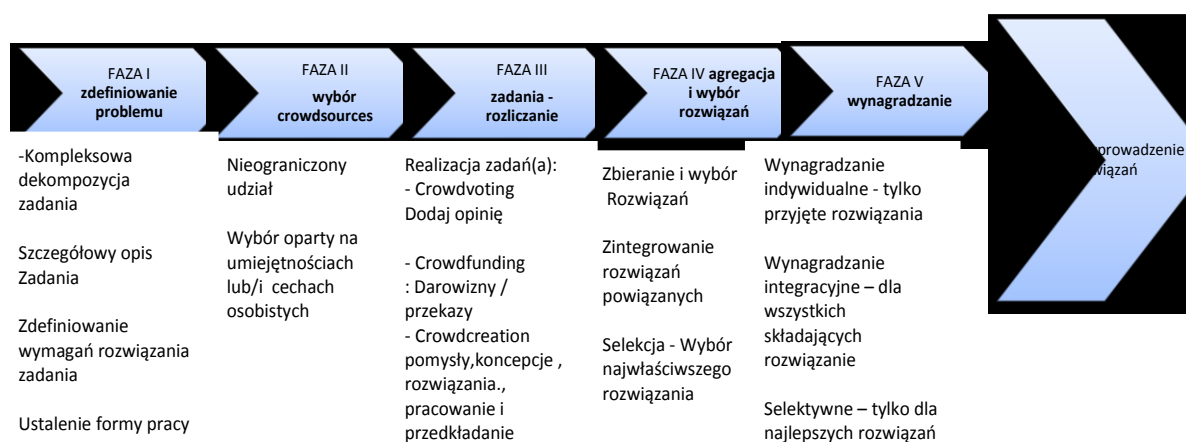 FAZA I
zdefiniowanie
problemu
FAZA II
wybór
crowdsources
FAZA III
zadania -
rozliczanie
FAZA IV agregacja
i wybór
rozwiązań
FAZA V
wynagradzanie
-Kompleksowa
dekompozycja
zadania
Szczegółowy opis
Zadania
Zdefiniowanie
wymagań rozwiązania
zadania
Ustalenie formy pracy
Nieograniczony
udział
Wybór oparty na
umiejętnościach
lub/i cechach
osobistych
Realizacja zadań(a):
- Crowdvoting
Dodaj opinię
- Crowdfunding
: Darowizny /
przekazy
- Crowdcreation
pomysły,koncepcje ,
rozwiązania.,
pracowanie i
przedkładanie
Zbieranie i wybór
Rozwiązań
Zintegrowanie
rozwiązań
powiązanych
Selekcja - Wybór
najwłaściwszego
rozwiązania
Wynagradzanie
indywidualne - tylko
przyjęte rozwiązania
Wynagradzanie
integracyjne – dla
wszystkich
składających
rozwiązanie
Selektywne – tylko dla
najlepszych rozwiązań